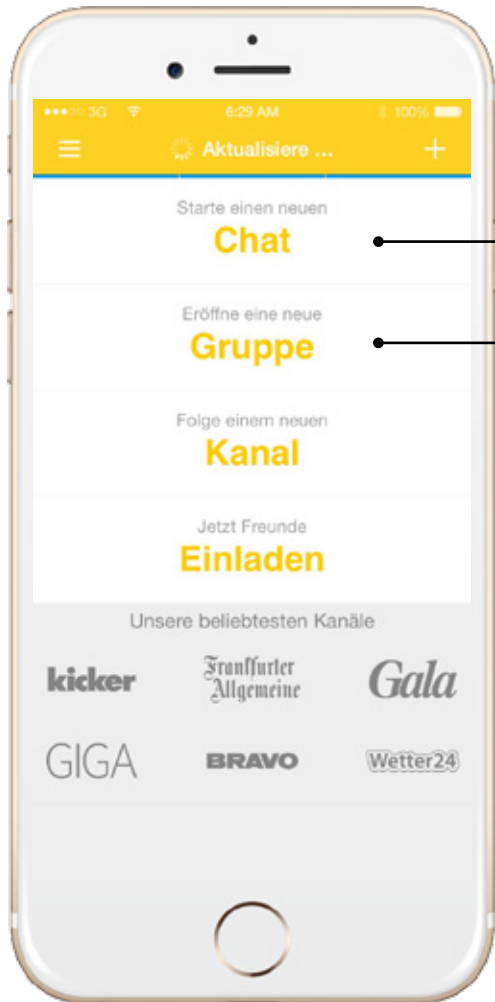 3G 6:29 AM 100%
Aktualisiere ...
Starte einen neuen
Chat
Eröffne eine neue
Gruppe
Folge einem neuen
Kanal
Jetzt Freunde
Einladen
Unsere beliebtesten Kanäle
kicker
Frankfurter
Allgemeine
Gala
GIGA
BRAVO
Wetter24